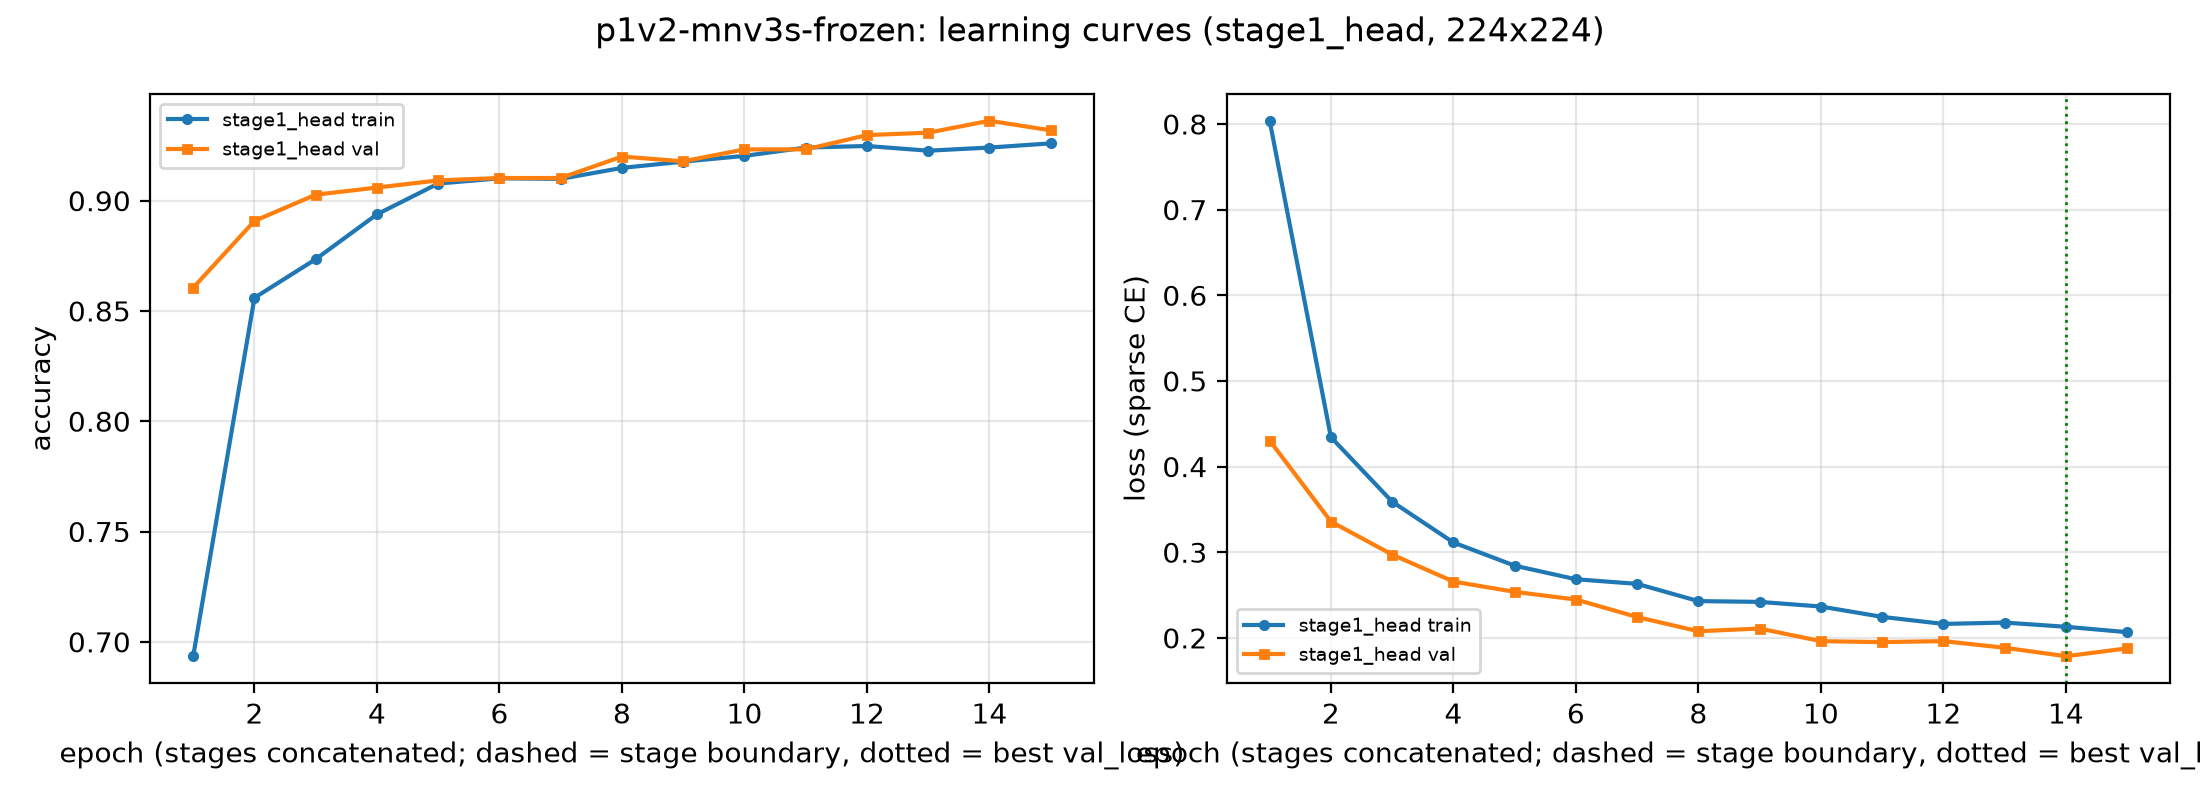 p1v2-mnv3s-frozen: learning curves (stage1_head, 224x224)
accuracy
0.90
0.85
0.80
0.75
0.70
stage1_head train
stage1_head val
2 4 6 8 10 12 14
epoch (stages concatenated; dashed = stage boundary, dotted = best val_loss)
loss (sparse CE)
0.8
0.7
0.6
0.5
0.4
0.3
0.2
stage1_head train
stage1_head val
2 4 6 8 10 12 14
epoch (stages concatenated; dashed = stage boundary, dotted = best val_l